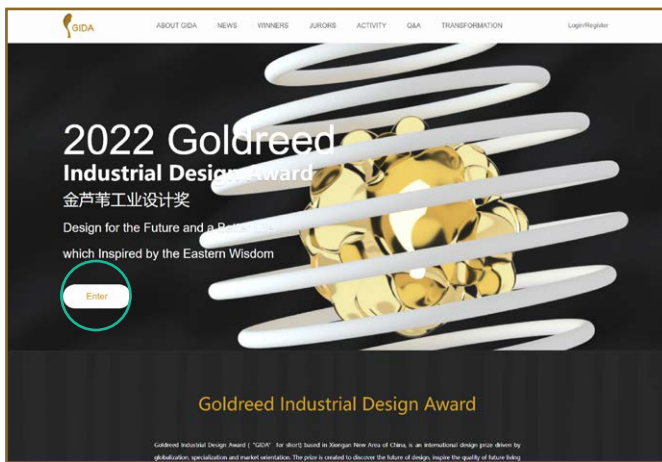 GIDA
ABOUT GIDA NEWS WINNERS JURORS ACTIVITY Q&A TRANSFORMATION Login/Register
2022 Goldreed
Industrial Design Award
金芦苇工业设计奖
Design for the Future and a Better Life
which Inspired by the Eastern Wisdom
Enter
Goldreed Industrial Design Award
Goldreed Industrial Design Award ( "GIDA" for short) based in Xiongan New Area of China, is an international design prize driven by
globalization, specialization and market orientation. The prize is created to discover the future of design, inspire the quality of future living